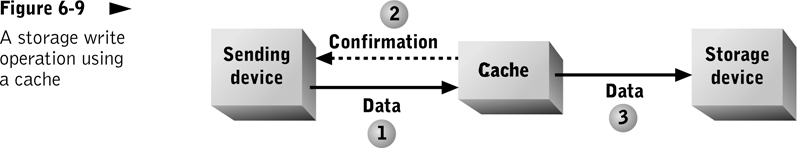 Figure 6-9
A storage write
operation using
a cache
Sending
device
2
Confirmation
Data
1
Cache
Data
3
Storage
device